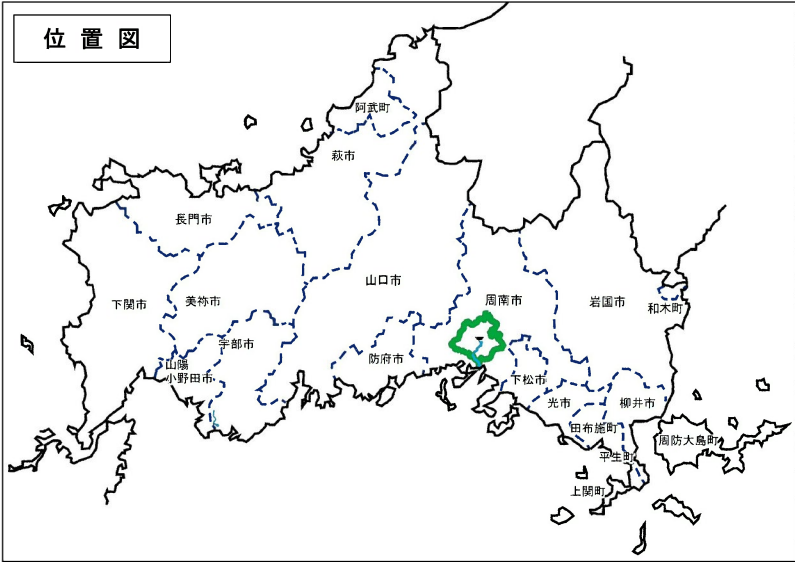 位置図
阿武町
萩市
長門市
山口市
下関市
美祢市
周南市
岩国市
和木町
宇部市
防府市
山陽
小野田市
下松市
光市
柳井市
田布施町
周防大島町
平生町
上関町